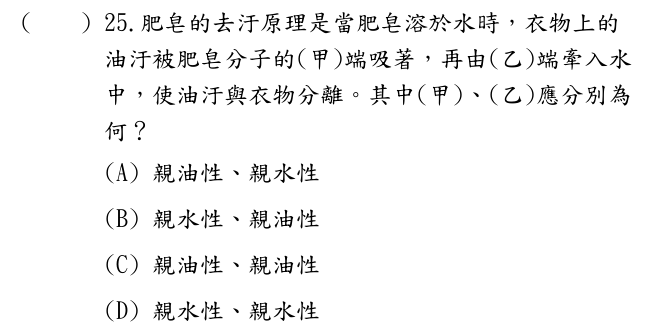 (　　) 25.肥皂的去汙原理是當肥皂溶於水時，衣物上的
油汙被肥皂分子的(甲)端吸著，再由(乙)端牽入水
中，使油汙與衣物分離。其中(甲)、(乙)應分別為
何？
(A) 親油性、親水性
(B) 親水性、親油性
(C) 親油性、親油性
(D) 親水性、親水性